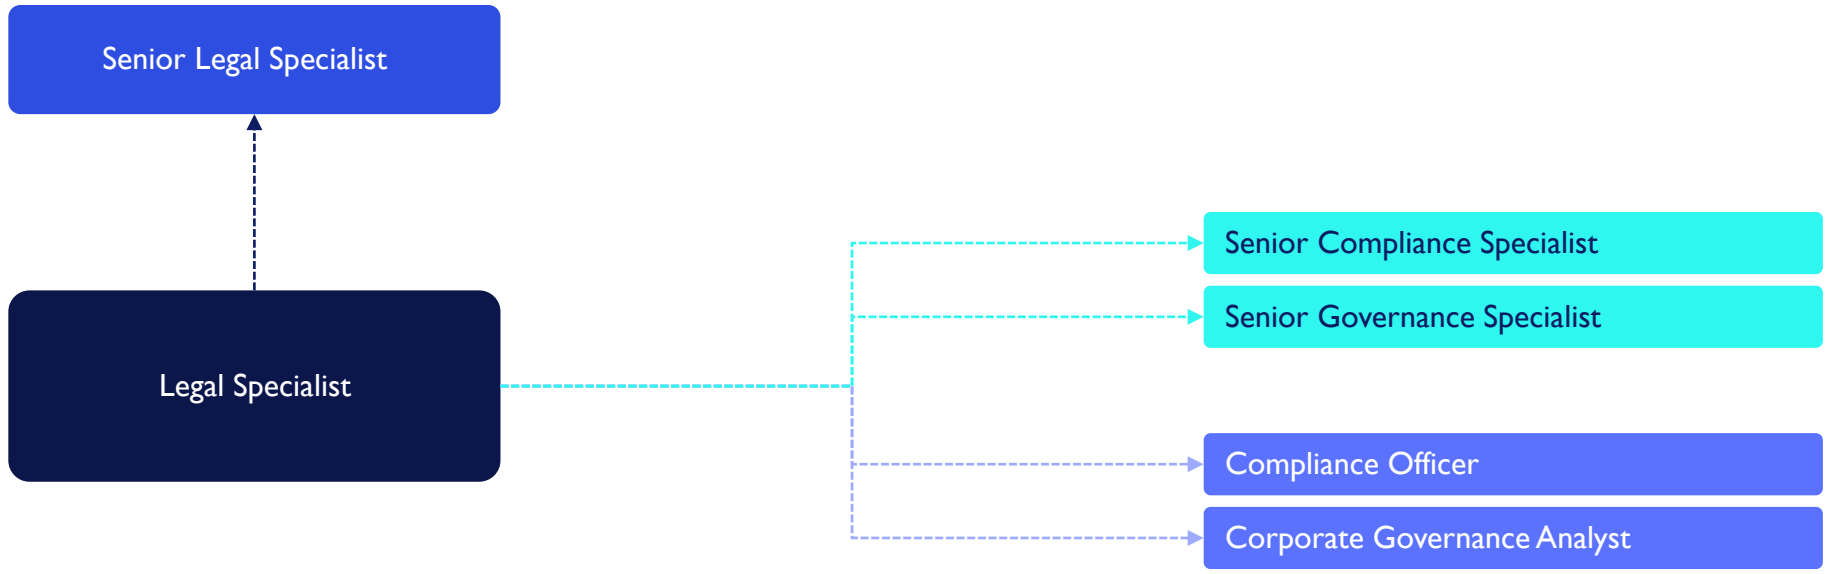 Senior Legal Specialist
Senior Compliance Specialist
Senior Governance Specialist
Legal Specialist
Compliance Officer
Corporate Governance Analyst